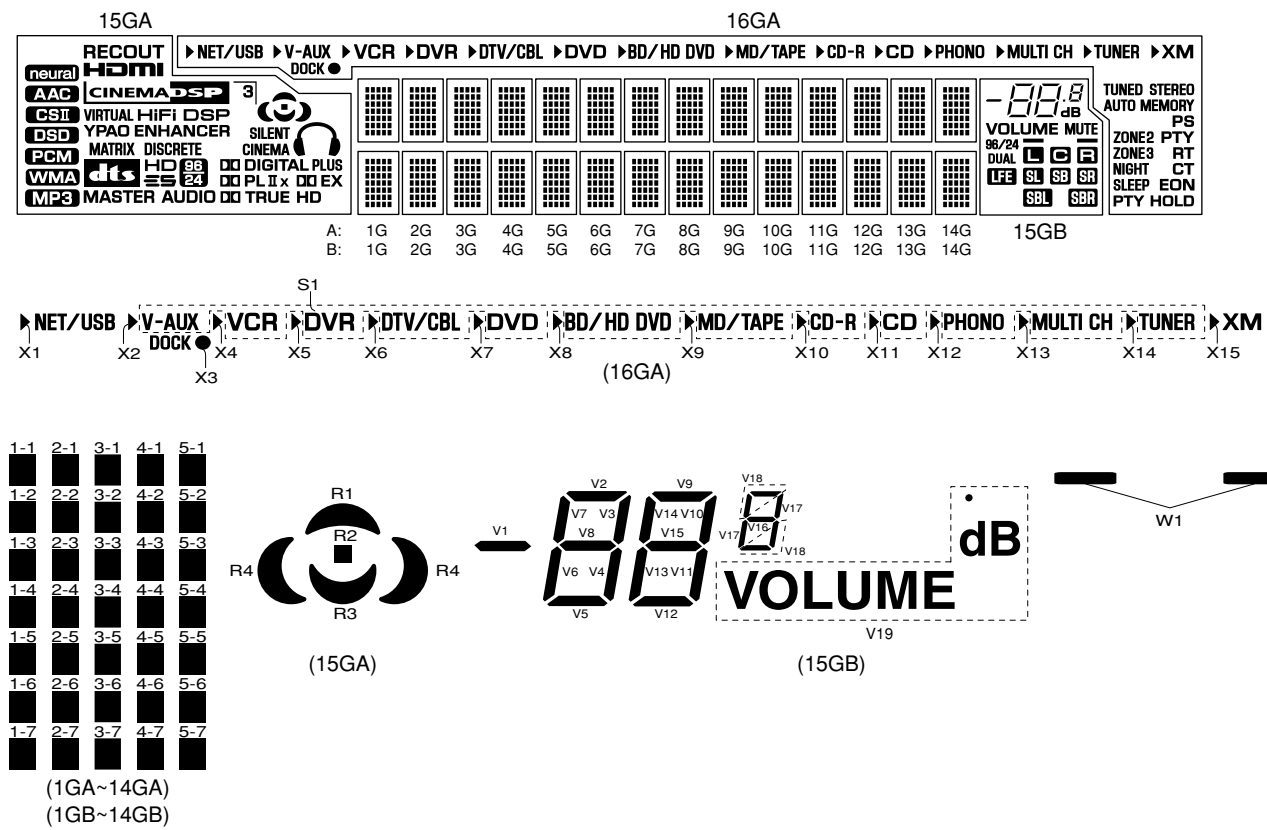 15GA
16GA
RECOUT
HDMI
neural
AAC
CSII
DSD
PCM
WMA
MP3
CINEMA DSP 3
VIRTUAL HiFi DSP
YPAO ENHANCER
MATRIX DISCRETE
dts HD 96
ES 24
MASTER AUDIO
SILENT
CINEMA
DIGITAL PLUS
PL II x EX
TRUE HD
NET/USB V-AUX VCR DVR DTV/CBL DVD BD/HD DVD MD/TAPE CD-R CD PHONO MULTI CH TUNER XM
DOCK ●
-88.8
dB
VOLUME MUTE
96/24
DUAL L C R
LFE SL SB SR
SBL SBR
TUNED STEREO
AUTO MEMORY
PS
ZONE2 PTY
ZONE3 RT
NIGHT CT
SLEEP EON
PTY HOLD
A: 1G 2G 3G 4G 5G 6G 7G 8G 9G 10G 11G 12G 13G 14G
B: 1G 2G 3G 4G 5G 6G 7G 8G 9G 10G 11G 12G 13G 14G
15GB
S1
NET/USB V-AUX VCR DVR DTV/CBL DVD BD/HD DVD MD/TAPE CD-R CD PHONO MULTI CH TUNER XM
DOCK ●
X1 X2 X3 X4 X5 X6 X7 X8 X9 X10 X11 X12 X13 X14 X15
(16GA)
1-1 2-1 3-1 4-1 5-1
1-2 2-2 3-2 4-2 5-2
1-3 2-3 3-3 4-3 5-3
1-4 2-4 3-4 4-4 5-4
1-5 2-5 3-5 4-5 5-5
1-6 2-6 3-6 4-6 5-6
1-7 2-7 3-7 4-7 5-7
(1GA~14GA)
(1GB~14GB)
R1
R2
R4 R4
R3
(15GA)
V1
V2 V9 V18
V7 V3 V14 V10 V17
V8 V15 V16
V17
V6 V4 V13 V11 V18
V5 V12
dB
VOLUME
V19
(15GB)
W1